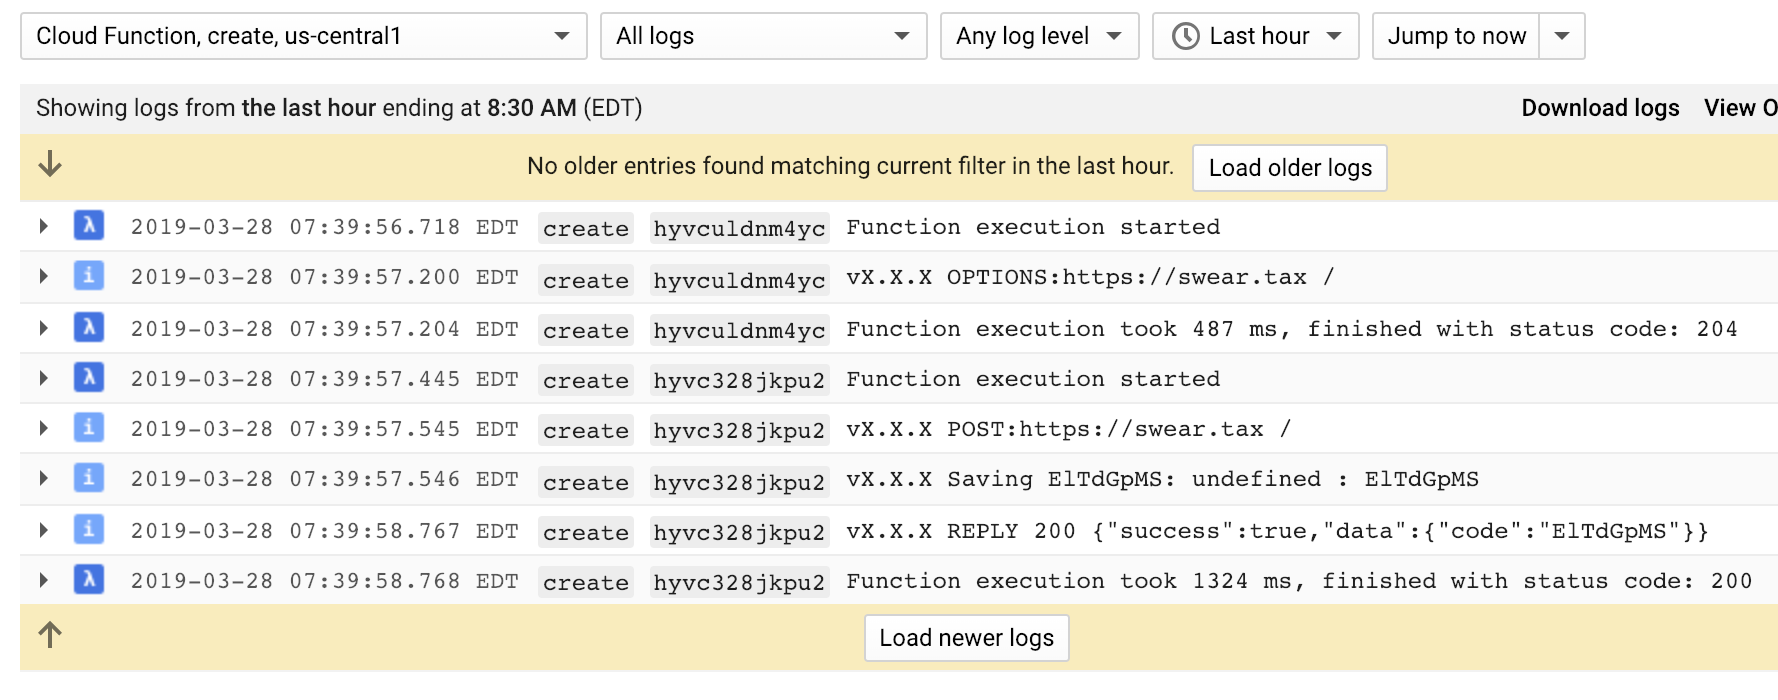 Cloud Function, create, us-central1 All logs Any log level Last hour Jump to now
Showing logs from the last hour ending at 8:30 AM (EDT) Download logs View O
No older entries found matching current filter in the last hour. Load older logs
λ 2019-03-28 07:39:56.718 EDT create hyvculdnm4yc Function execution started
i 2019-03-28 07:39:57.200 EDT create hyvculdnm4yc vX.X.X OPTIONS:https://swear.tax /
λ 2019-03-28 07:39:57.204 EDT create hyvculdnm4yc Function execution took 487 ms, finished with status code: 204
λ 2019-03-28 07:39:57.445 EDT create hyvc328jkpu2 Function execution started
i 2019-03-28 07:39:57.545 EDT create hyvc328jkpu2 vX.X.X POST:https://swear.tax /
i 2019-03-28 07:39:57.546 EDT create hyvc328jkpu2 vX.X.X Saving ElTdGpMS: undefined : ElTdGpMS
i 2019-03-28 07:39:58.767 EDT create hyvc328jkpu2 vX.X.X REPLY 200 {"success":true,"data":{"code":"ElTdGpMS"}}
λ 2019-03-28 07:39:58.768 EDT create hyvc328jkpu2 Function execution took 1324 ms, finished with status code: 200
Load newer logs